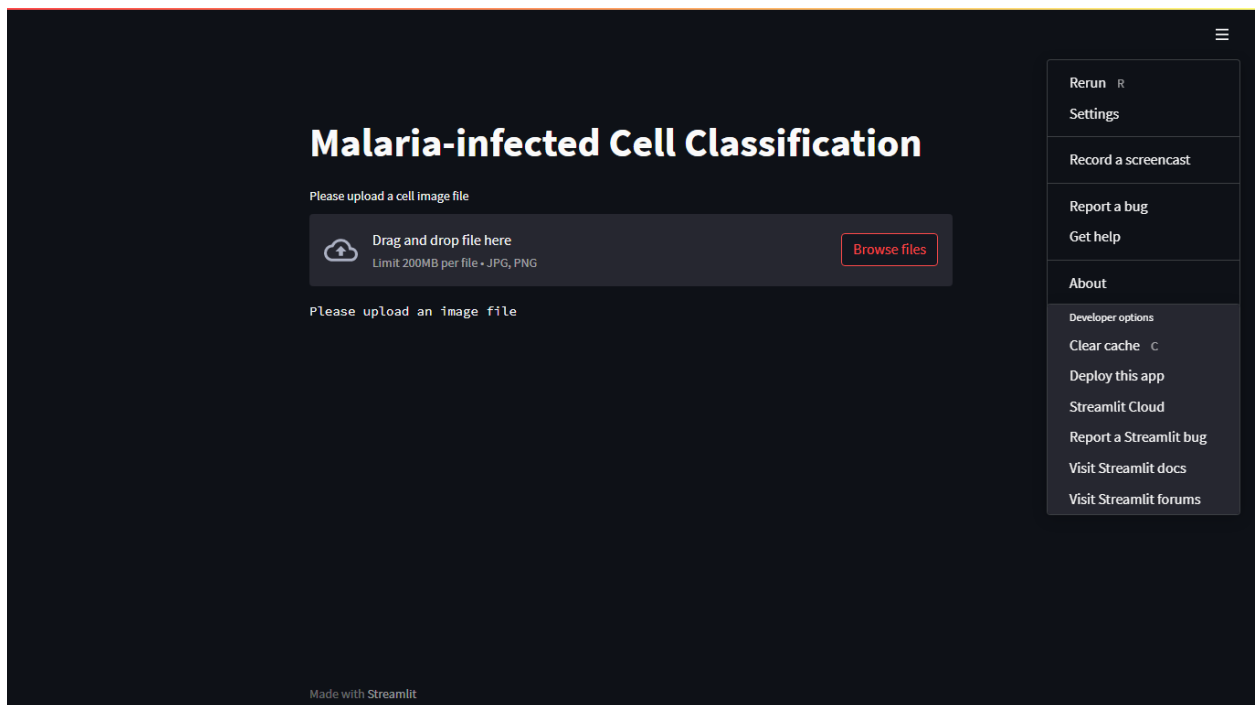 Malaria-infected Cell Classification
Please upload a cell image file
Drag and drop file here
Limit 200MB per file • JPG, PNG
Browse files
Please upload an image file
Made with Streamlit
Rerun R
Settings
Record a screencast
Report a bug
Get help
About
Developer options
Clear cache C
Deploy this app
Streamlit Cloud
Report a Streamlit bug
Visit Streamlit docs
Visit Streamlit forums